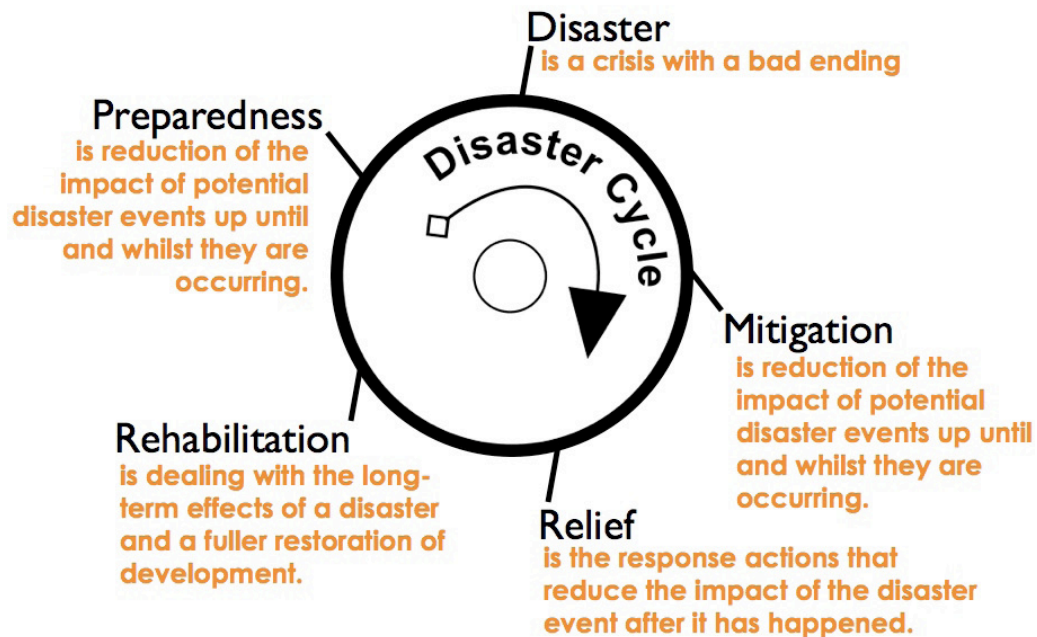 Disaster
is a crisis with a bad ending
Disaster Cycle
Preparedness
is reduction of the
impact of potential
disaster events up until
and whilst they are
occurring.
Mitigation
is reduction of the
impact of potential
disaster events up until
and whilst they are
occurring.
Rehabilitation
is dealing with the long-
term effects of a disaster
and a fuller restoration of
development.
Relief
is the response actions that
reduce the impact of the disaster
event after it has happened.